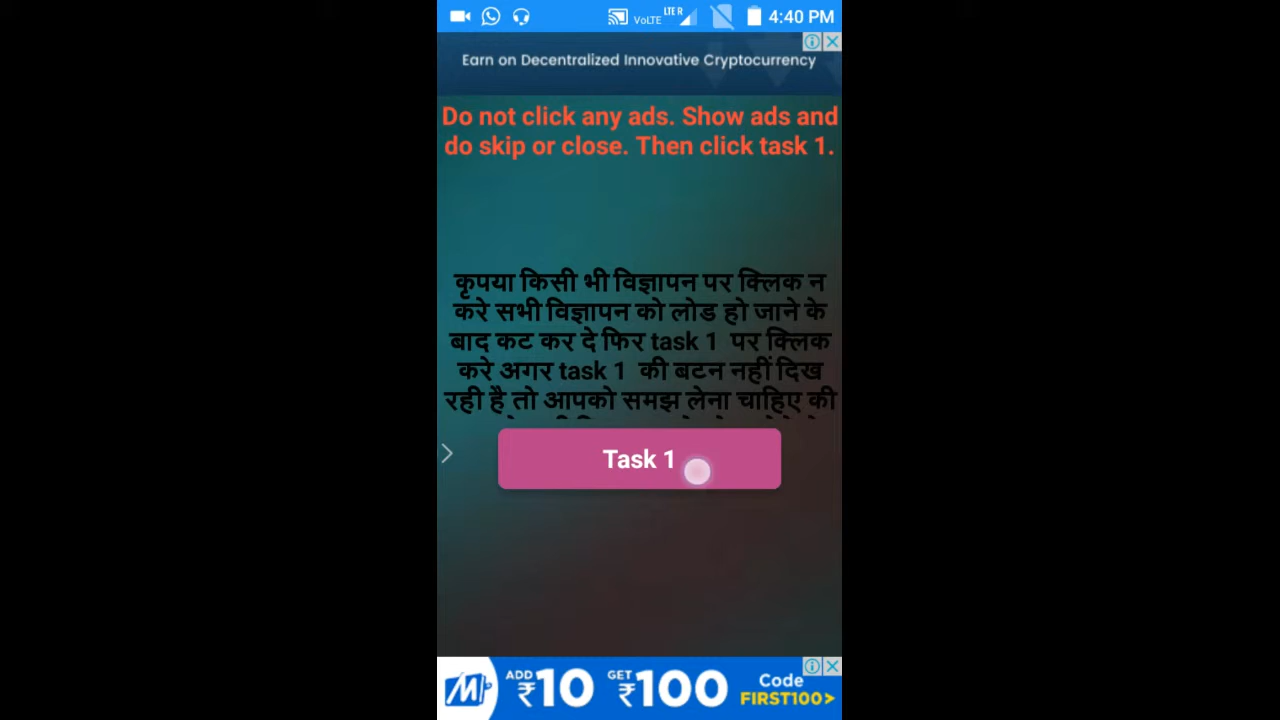 VoLTE LTE R 4:40 PM
Earn on Decentralized Innovative Cryptocurrency
Do not click any ads. Show ads and
do skip or close. Then click task 1.
कृपया किसी भी विज्ञापन पर क्लिक न
करे सभी विज्ञापन को लोड हो जाने के
बाद कट कर दे फिर task 1 पर क्लिक
करे अगर task 1 की बटन नहीं दिख
रही है तो आपको समझ लेना चाहिए की
Task 1
ADD ₹10 GET ₹100 Code
FIRST100>